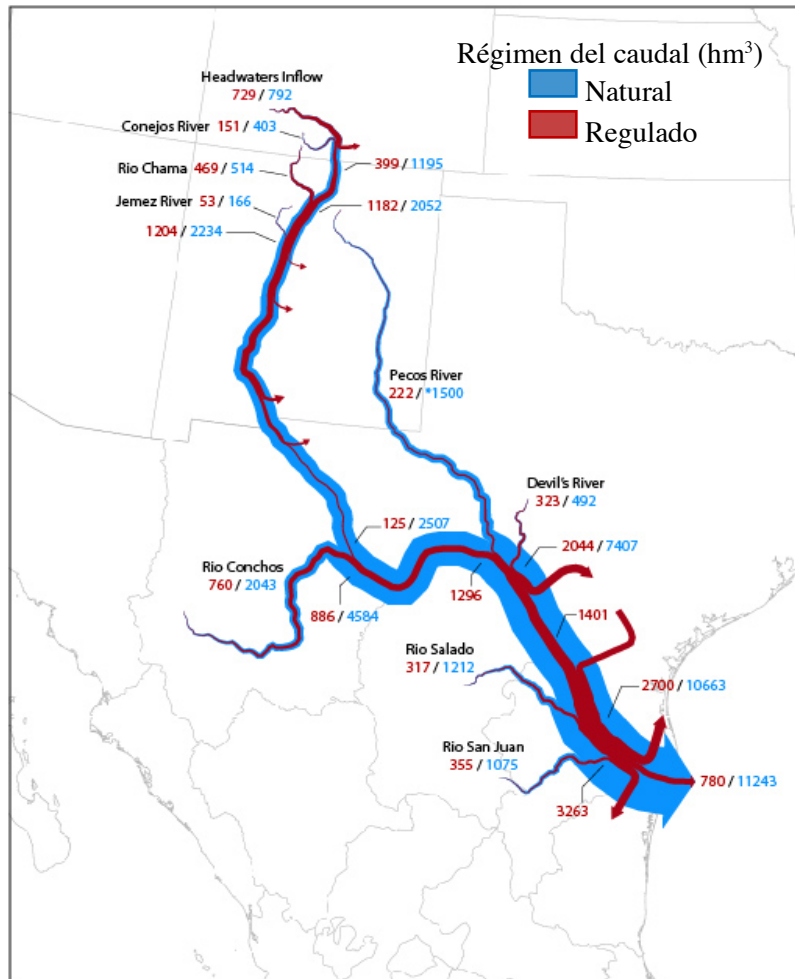 Régimen del caudal (hm³)
Natural
Regulado
Headwaters Inflow
729 / 792
Conejos River 151 / 403
399 / 1195
Rio Chama 469 / 514
Jemez River 53 / 166
1182 / 2052
1204 / 2234
Pecos River
222 / *1500
Devil's River
323 / 492
125 / 2507
2044 / 7407
Rio Conchos
760 / 2043
1296
886 / 4584
1401
Rio Salado
317 / 1212
2700 / 10663
Rio San Juan
355 / 1075
780 / 11243
3263